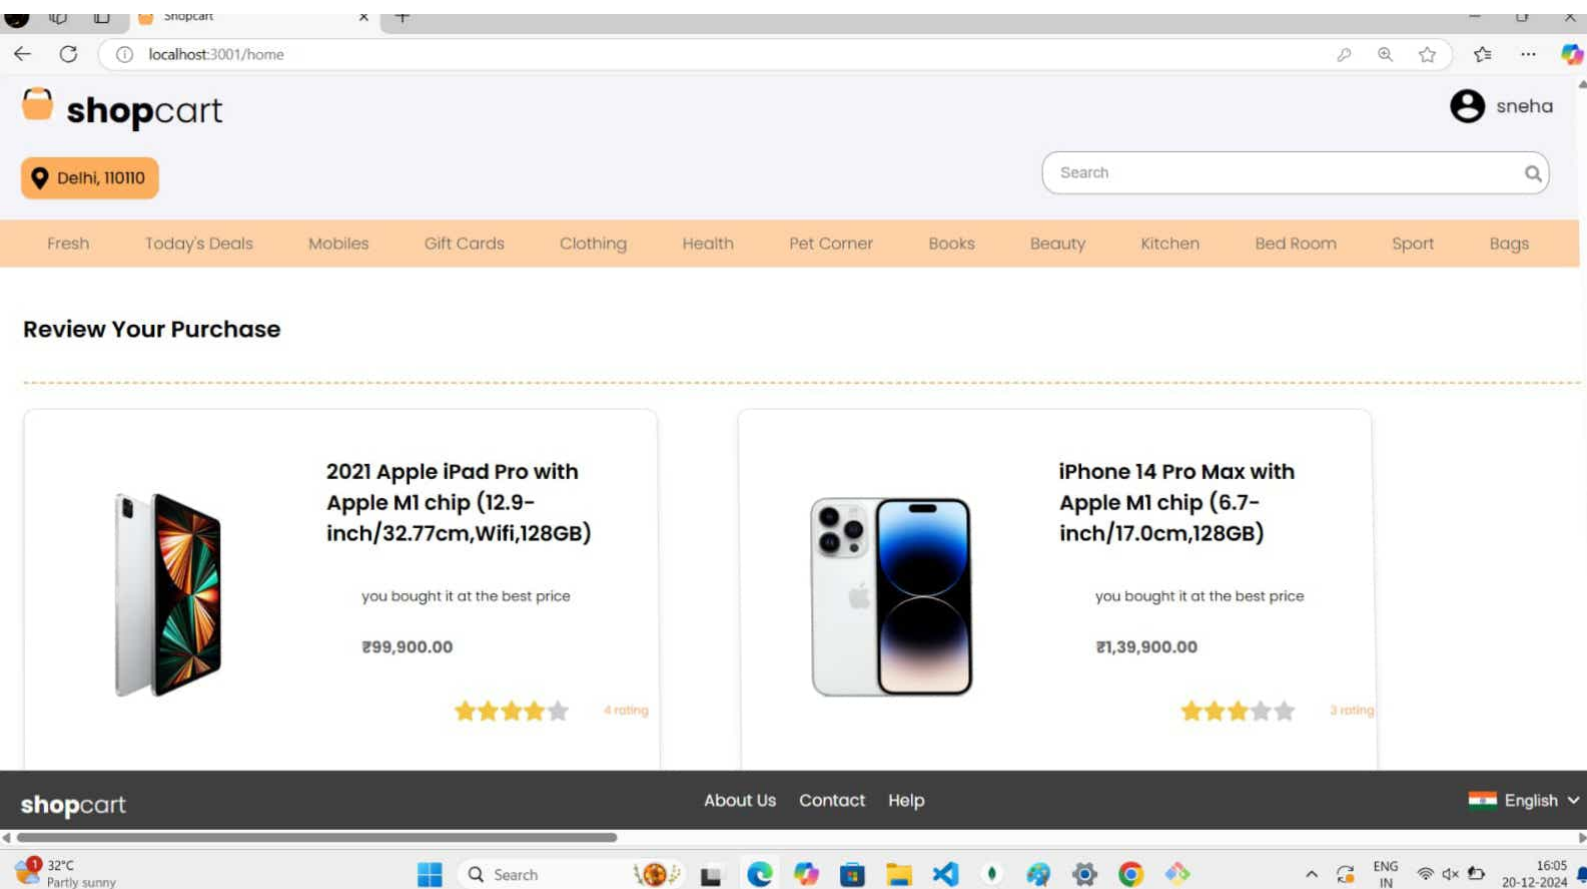 Shopcart
localhost:3001/home
shopcart
sneha
Delhi, 110110
Search
Fresh Today's Deals Mobiles Gift Cards Clothing Health Pet Corner Books Beauty Kitchen Bed Room Sport Bags
Review Your Purchase
2021 Apple iPad Pro with
Apple M1 chip (12.9-
inch/32.77cm,Wifi,128GB)
you bought it at the best price
₹99,900.00
4 rating
iPhone 14 Pro Max with
Apple M1 chip (6.7-
inch/17.0cm,128GB)
you bought it at the best price
₹1,39,900.00
3 rating
shopcart
About Us Contact Help
English
1
32°C
Partly sunny
Search
ENG
IN
16:05
20-12-2024